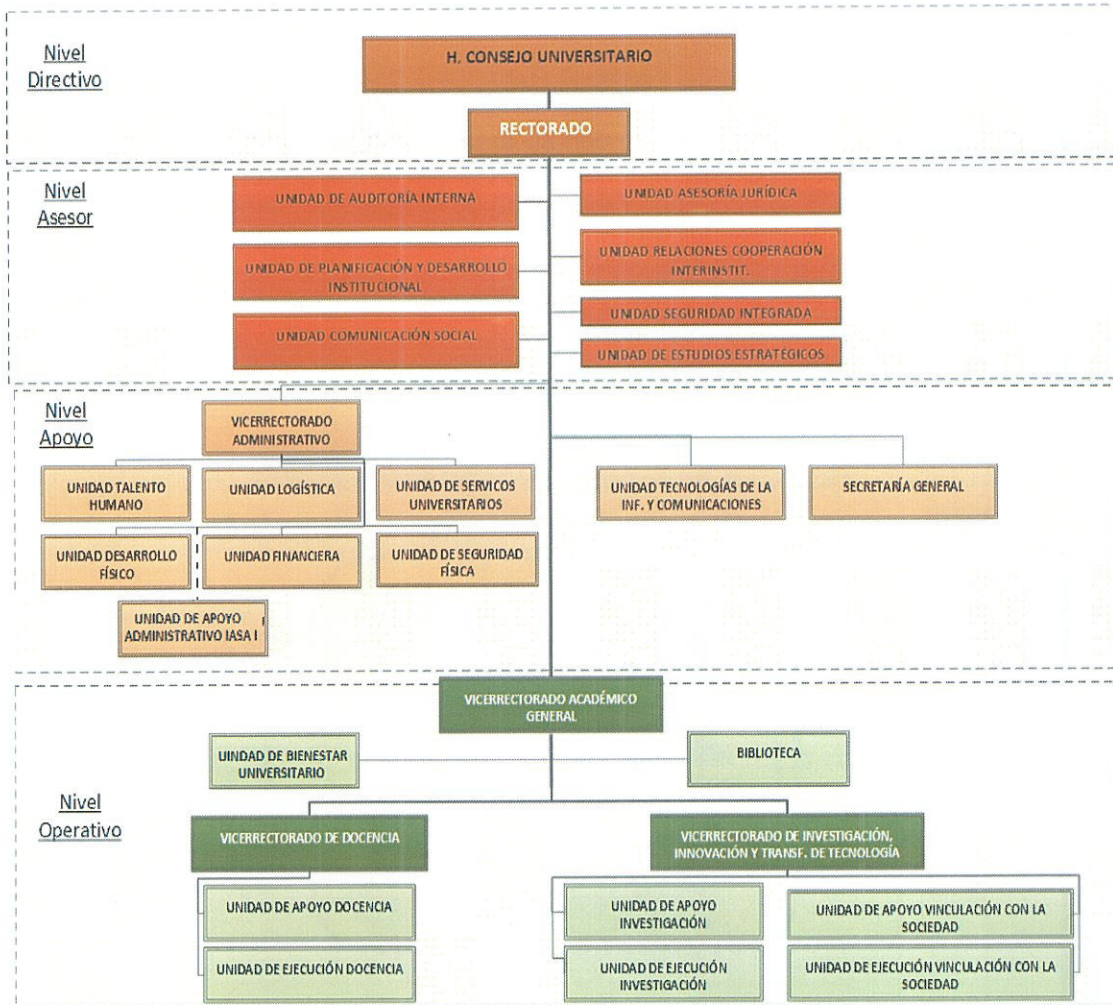 Nivel
Directivo
H. CONSEJO UNIVERSITARIO
RECTORADO
Nivel
Asesor
UNIDAD DE AUDITORÍA INTERNA
UNIDAD ASESORÍA JURÍDICA
UNIDAD DE PLANIFICACIÓN Y DESARROLLO
INSTITUCIONAL
UNIDAD RELACIONES COOPERACIÓN
INTERINSTIT.
UNIDAD COMUNICACIÓN SOCIAL
UNIDAD SEGURIDAD INTEGRADA
UNIDAD DE ESTUDIOS ESTRATÉGICOS
Nivel
Apoyo
VICERRECTORADO
ADMINISTRATIVO
UNIDAD TALENTO
HUMANO
UNIDAD LOGÍSTICA
UNIDAD DE SERVICOS
UNIVERSITARIOS
UNIDAD TECNOLOGÍAS DE LA
INF. Y COMUNICACIONES
SECRETARÍA GENERAL
UNIDAD DESARROLLO
FÍSICO
UNIDAD FINANCIERA
UNIDAD DE SEGURIDAD
FÍSICA
UNIDAD DE APOYO
ADMINISTRATIVO IASA I
VICERRECTORADO ACADÉMICO
GENERAL
UINDAD DE BIENESTAR
UNIVERSITARIO
BIBLIOTECA
Nivel
Operativo
VICERRECTORADO DE DOCENCIA
VICERRECTORADO DE INVESTIGACIÓN,
INNOVACIÓN Y TRANSF. DE TECNOLOGÍA
UNIDAD DE APOYO DOCENCIA
UNIDAD DE APOYO
INVESTIGACIÓN
UNIDAD DE APOYO VINCULACIÓN CON LA
SOCIEDAD
UNIDAD DE EJECUCIÓN DOCENCIA
UNIDAD DE EJECUCIÓN
INVESTIGACIÓN
UNIDAD DE EJECUCIÓN VINCULACIÓN CON LA
SOCIEDAD